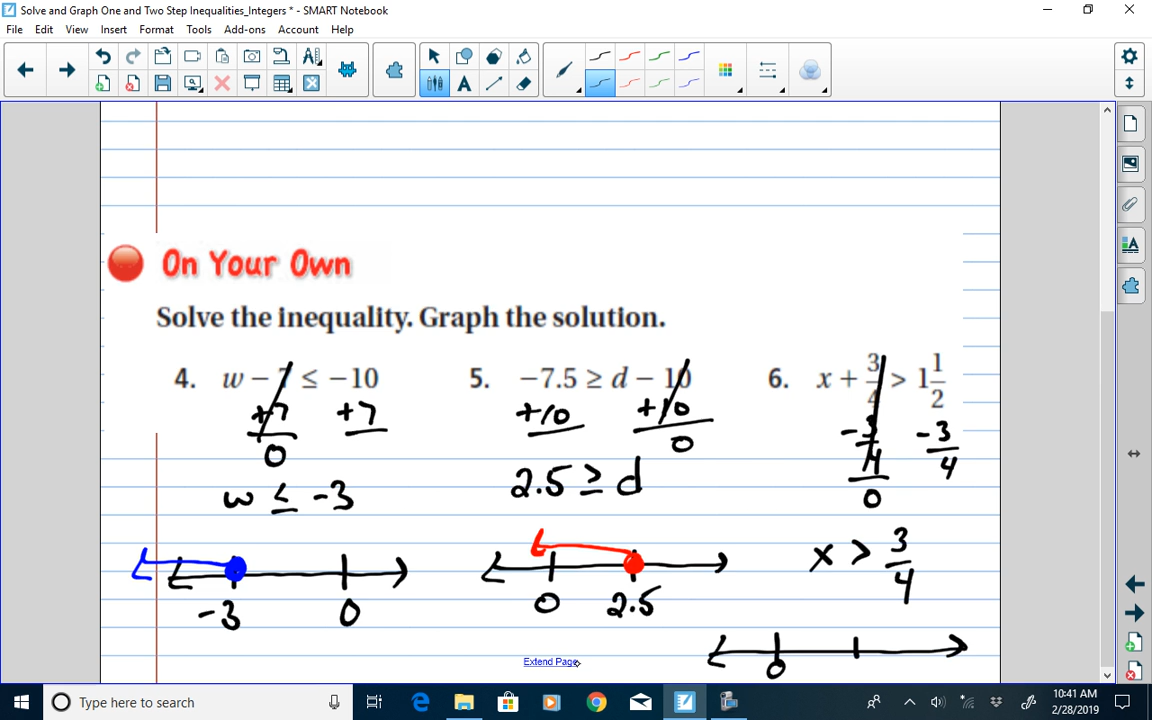 Solve and Graph One and Two Step Inequalities_Integers * - SMART Notebook
File Edit View Insert Format Tools Add-ons Account Help
On Your Own
Solve the inequality. Graph the solution.
4. w − 7 ≤ −10 5. −7.5 ≥ d − 10 6. x + 3/4 > 1 1/2
+7 +7 +10 +10 -3/4 -3/4
0 0 0
w ≤ -3 2.5 ≥ d x > 3/4
-3 0 0 2.5
0
Extend Page
Type here to search
10:41 AM
2/28/2019